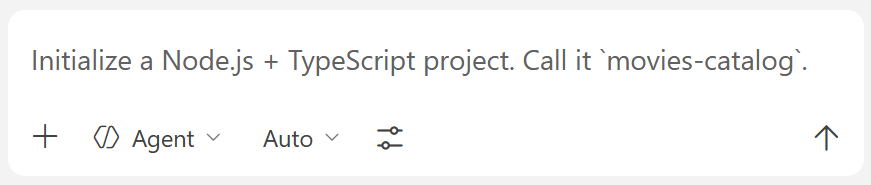 Initialize a Node.js + TypeScript project. Call it `movies-catalog`.
Agent Auto